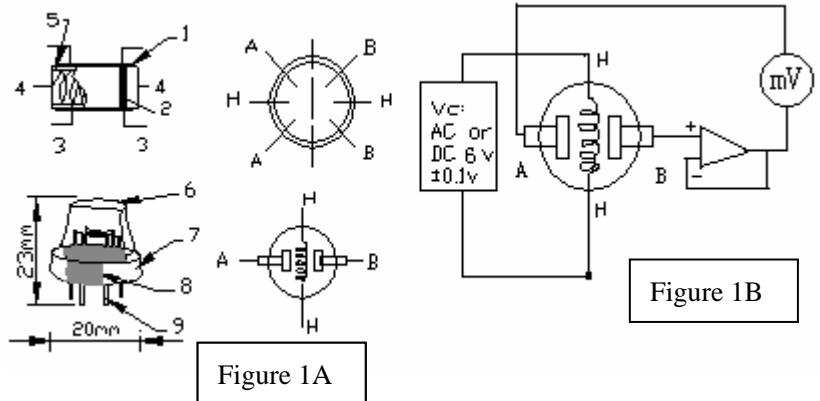 5
1
4
4
2
3
3
A
B
H
H
A
B
6
7
8
9
23mm
20mm
H
A
B
H
Figure 1A
H
mV
Vc:
AC or
DC 6 v
±0.1v
A
B
+
-
H
Figure 1B